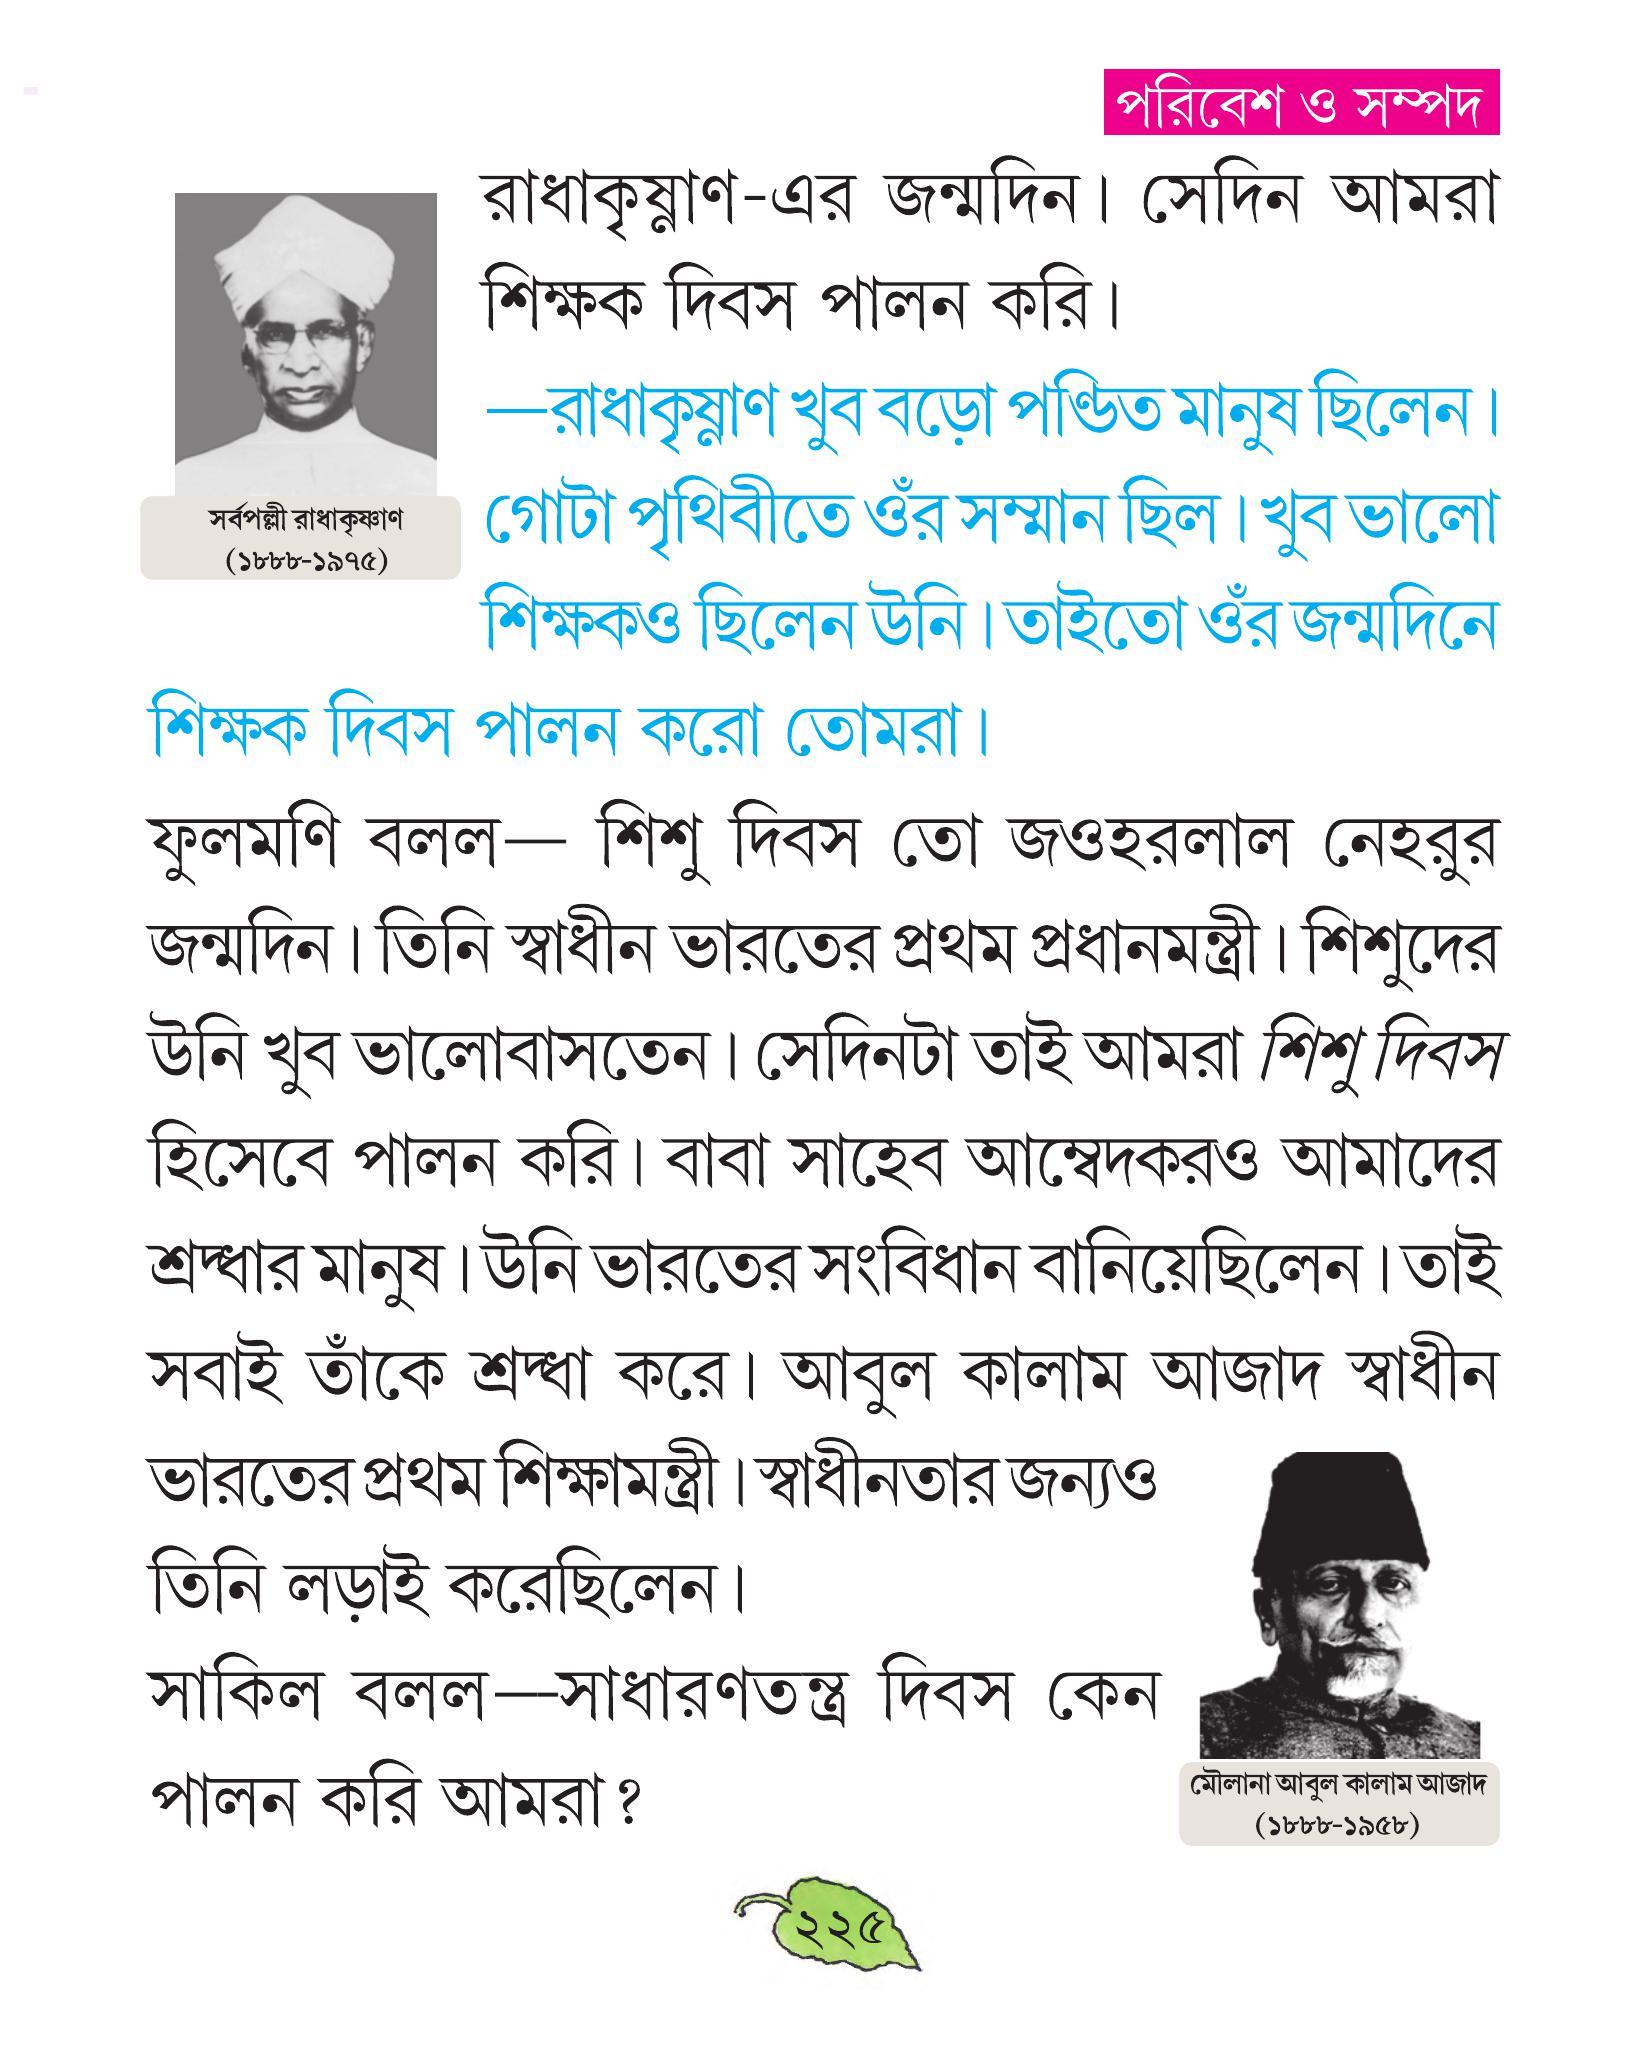 পরিবেশ ও সম্পদ
রাধাকৃষ্ণাণ-এর জন্মদিন। সেদিন আমরা
শিক্ষক দিবস পালন করি।
—রাধাকৃষ্ণাণ খুব বড়ো পণ্ডিত মানুষ ছিলেন।
গোটা পৃথিবীতে ওঁর সম্মান ছিল। খুব ভালো
শিক্ষকও ছিলেন উনি। তাইতো ওঁর জন্মদিনে
সর্বপল্লী রাধাকৃষ্ণাণ
(১৮৮৮-১৯৭৫)
শিক্ষক দিবস পালন করো তোমরা।
ফুলমণি বলল— শিশু দিবস তো জওহরলাল নেহরুর
জন্মদিন। তিনি স্বাধীন ভারতের প্রথম প্রধানমন্ত্রী। শিশুদের
উনি খুব ভালোবাসতেন। সেদিনটা তাই আমরা শিশু দিবস
হিসেবে পালন করি। বাবা সাহেব আম্বেদকরও আমাদের
শ্রদ্ধার মানুষ। উনি ভারতের সংবিধান বানিয়েছিলেন। তাই
সবাই তাঁকে শ্রদ্ধা করে। আবুল কালাম আজাদ স্বাধীন
ভারতের প্রথম শিক্ষামন্ত্রী। স্বাধীনতার জন্যও
তিনি লড়াই করেছিলেন।
সাকিল বলল—সাধারণতন্ত্র দিবস কেন
পালন করি আমরা?
মৌলানা আবুল কালাম আজাদ
(১৮৮৮-১৯৫৮)
২২৫